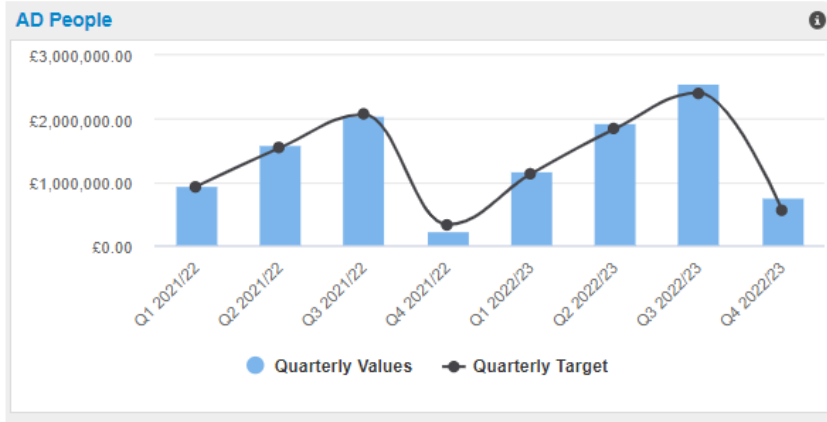 AD People
£3,000,000.00
£2,000,000.00
£1,000,000.00
£0.00
Q1 2021/22
Q2 2021/22
Q3 2021/22
Q4 2021/22
Q1 2022/23
Q2 2022/23
Q3 2022/23
Q4 2022/23
Quarterly Values
Quarterly Target